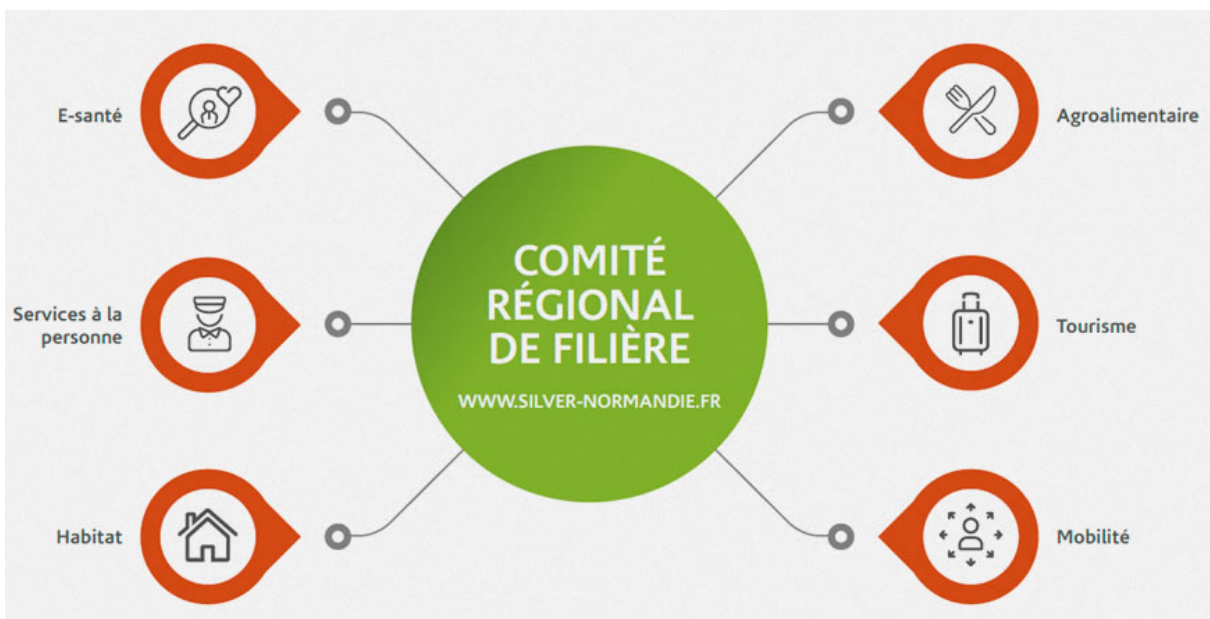 E-santé
Services à la
personne
Habitat
COMITÉ
RÉGIONAL
DE FILIÈRE
WWW.SILVER-NORMANDIE.FR
Agroalimentaire
Tourisme
Mobilité